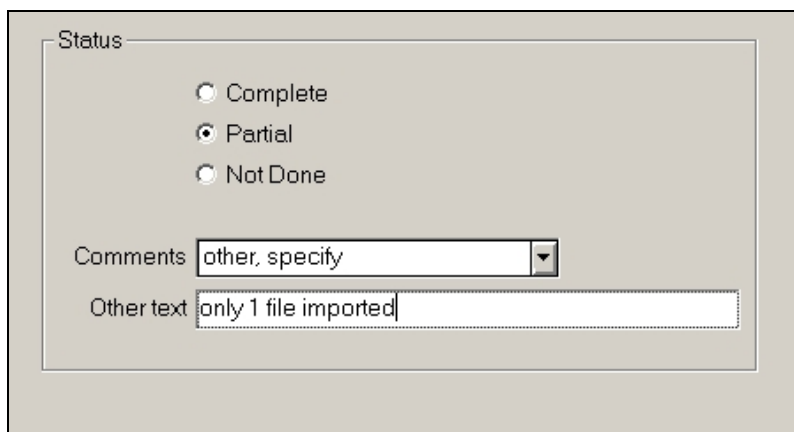 Status
Complete
Partial
Not Done
Comments other, specify
Other text only 1 file imported